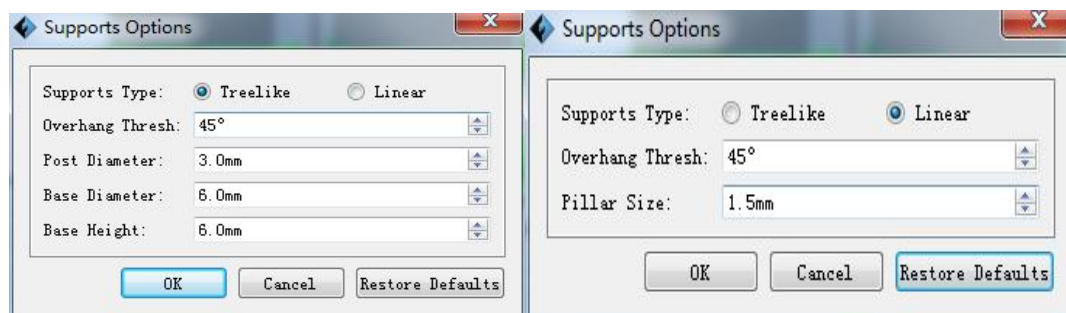 Supports Options
Supports Type: Treelike Linear
Overhang Thresh: 45°
Post Diameter: 3.0mm
Base Diameter: 6.0mm
Base Height: 6.0mm
OK Cancel Restore Defaults
Supports Options
Supports Type: Treelike Linear
Overhang Thresh: 45°
Pillar Size: 1.5mm
OK Cancel Restore Defaults